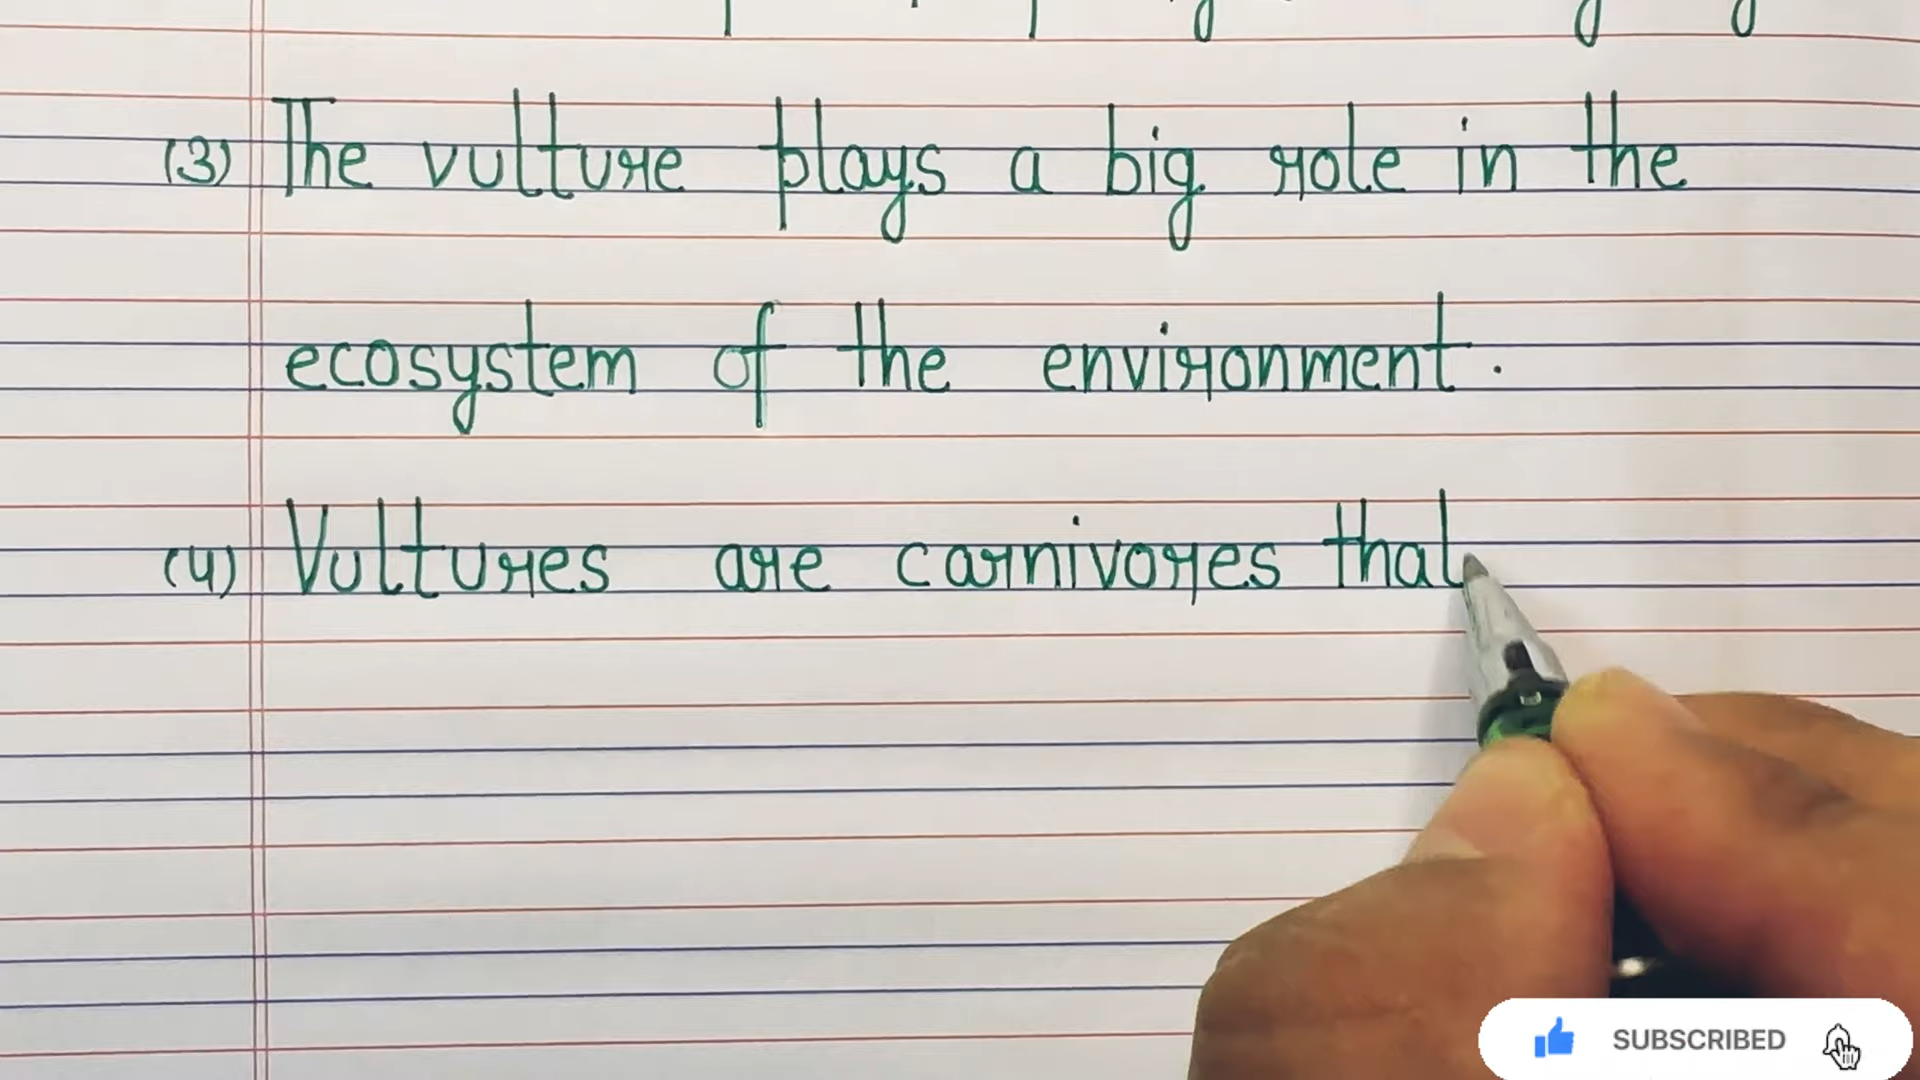 (3) The vulture plays a big role in the
ecosystem of the environment.
(4) Vultures are carnivores that
SUBSCRIBED